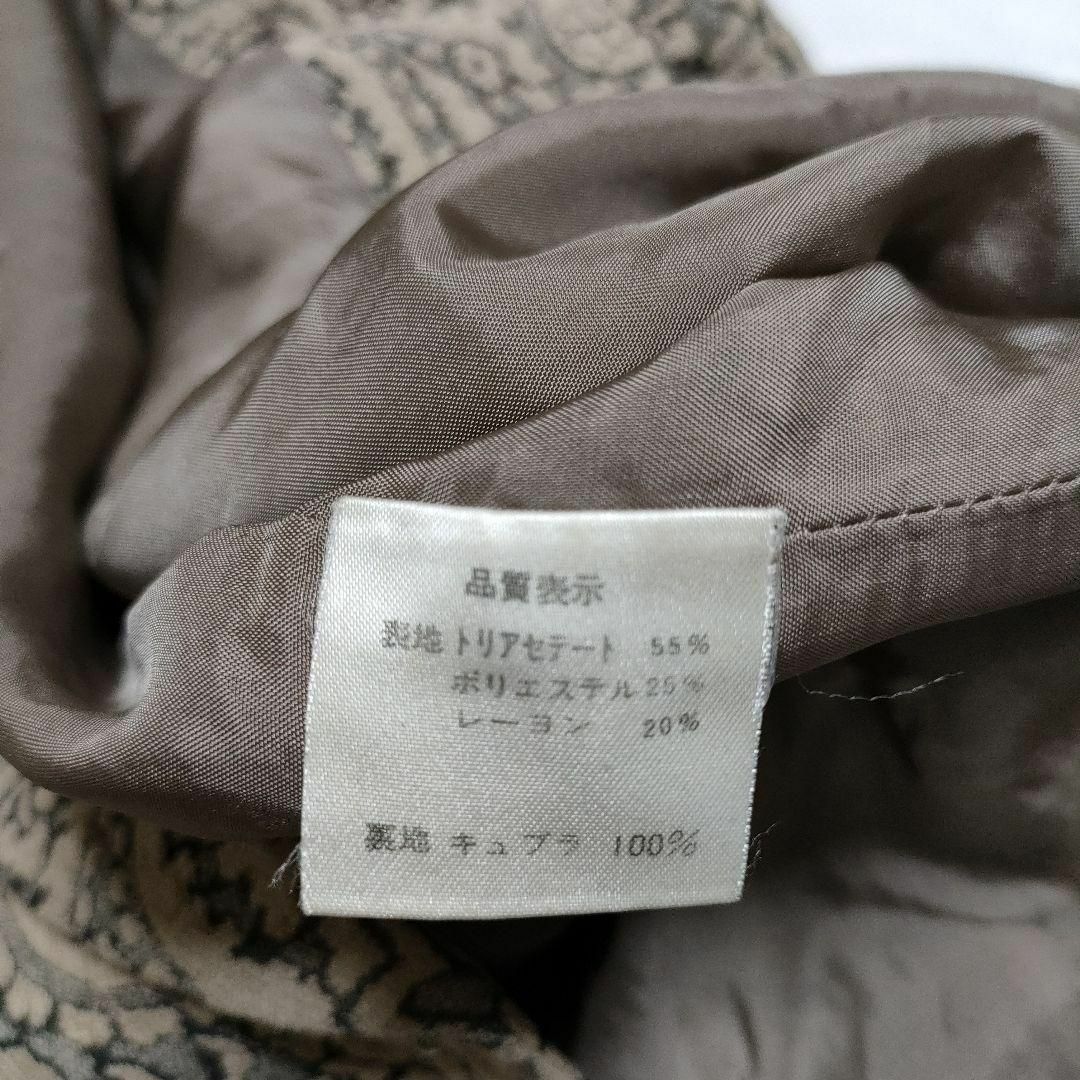 品質表示
表地 トリアセテート 55%
ポリエステル 25%
レーヨン 20%
裏地 キュプラ 100%